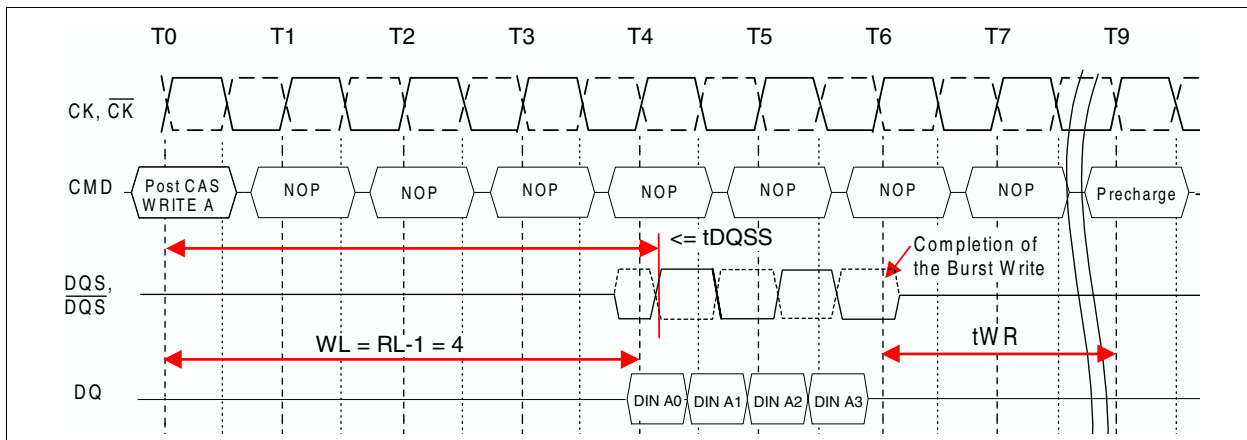 T0 T1 T2 T3 T4 T5 T6 T7 T9
CK, CK
CMD
Post CAS
WRITE A
NOP NOP NOP NOP NOP NOP NOP Precharge
<= tDQSS
Completion of
the Burst Write
DQS,
DQS
WL = RL-1 = 4
tWR
DQ
DIN A0 DIN A1 DIN A2 DIN A3